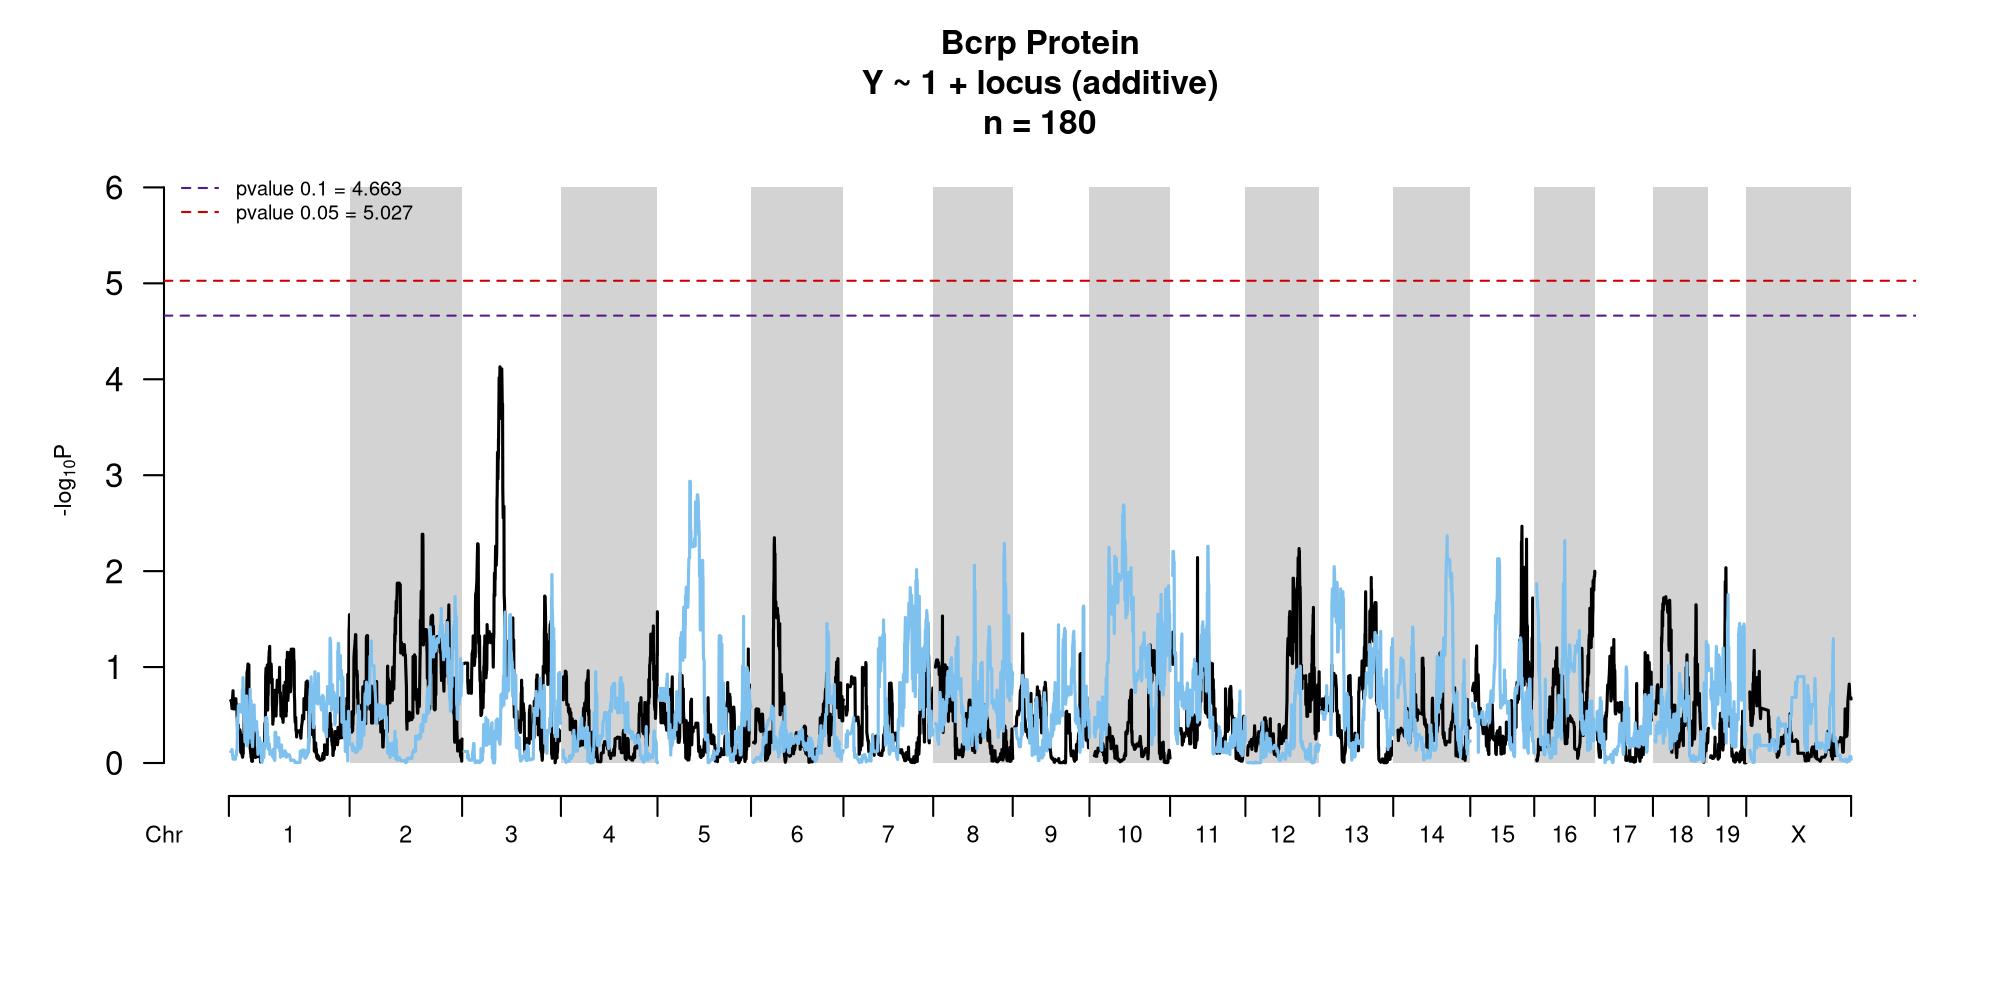 Bcrp Protein
Y ~ 1 + locus (additive)
n = 180
pvalue 0.1 = 4.663
pvalue 0.05 = 5.027
6
5
4
3
2
1
0
-log10P
Chr 1 2 3 4 5 6 7 8 9 10 11 12 13 14 15 16 17 18 19 X